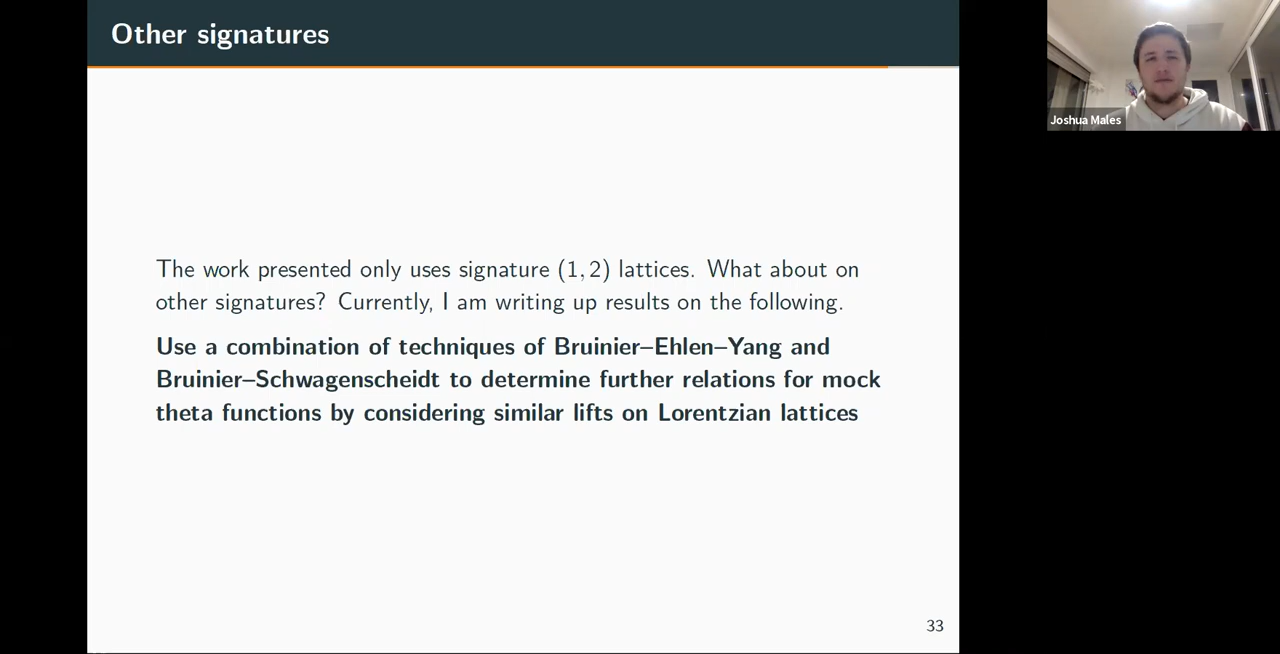 Other signatures
Joshua Males
The work presented only uses signature (1, 2) lattices. What about on
other signatures? Currently, I am writing up results on the following.
Use a combination of techniques of Bruinier–Ehlen–Yang and
Bruinier–Schwagenscheidt to determine further relations for mock
theta functions by considering similar lifts on Lorentzian lattices
33